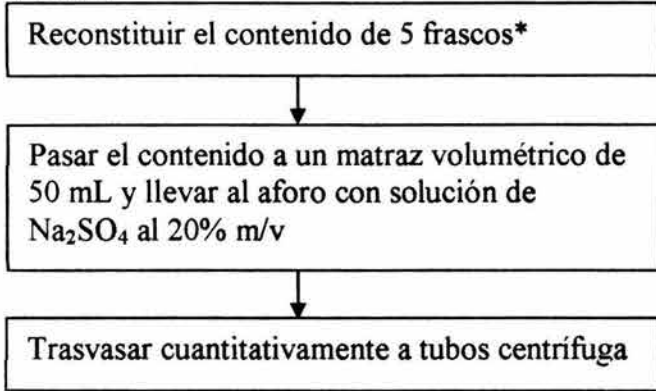 Reconstituir el contenido de 5 frascos*
Pasar el contenido a un matraz volumétrico de
50 mL y llevar al aforo con solución de
Na₂SO₄ al 20% m/v
Trasvasar cuantitativamente a tubos centrífuga